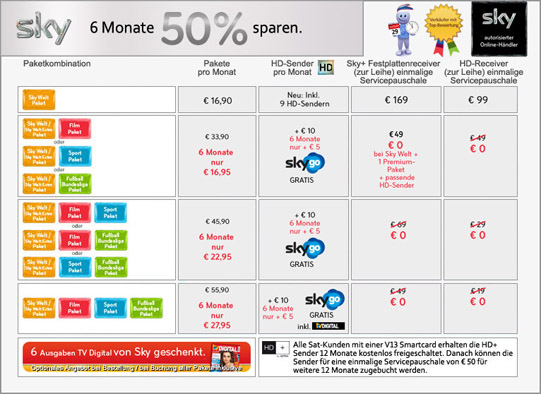 sky 6 Monate 50% sparen.
29
Verkäufer mit Top-Bewertung
sky
autorisierter
Online-Händler
Paketkombination
Pakete
pro Monat
HD-Sender
pro Monat HD
Sky+ Festplattenreceiver
(zur Leihe) einmalige
Servicepauschale
HD-Receiver
(zur Leihe) einmalige
Servicepauschale
Sky Welt
Paket
€ 16,90
Neu: Inkl.
9 HD-Sendern
€ 169
€ 99
Sky Welt / Sky Welt Extra Paket
Film Paket
oder
Sky Welt / Sky Welt Extra Paket
Sport Paket
oder
Sky Welt / Sky Welt Extra Paket
Fußball Bundesliga Paket
€ 33,90
6 Monate
nur
€ 16,95
+ € 10
6 Monate
nur + € 5
sky go
GRATIS
€49
€ 0
bei Sky Welt +
1 Premium-
Paket
+ passende
HD-Sender
€ 49
€ 0
Sky Welt / Sky Welt Extra Paket
Film Paket
Sport Paket
oder
Sky Welt / Sky Welt Extra Paket
Film Paket
Fußball Bundesliga Paket
oder
Sky Welt / Sky Welt Extra Paket
Sport Paket
Fußball Bundesliga Paket
€ 45,90
6 Monate
nur
€ 22,95
+ € 10
6 Monate
nur + € 5
sky go
GRATIS
€ 69
€ 0
€ 29
€ 0
Sky Welt / Sky Welt Extra Paket
Film Paket
Sport Paket
Fußball Bundesliga Paket
€ 55,90
6 Monate
nur
€ 27,95
+ € 10
6 Monate
nur + € 5
sky go
GRATIS
inkl. TV DIGITAL
€ 49
€ 0
€ 19
€ 0
6 Ausgaben TV Digital von Sky geschenkt.
Optionales Angebot bei Bestellung / bei Buchung aller Pakete inklusive
DIGITAL
HD +
Alle Sat-Kunden mit einer V13 Smartcard erhalten die HD+
Sender 12 Monate kostenlos freigeschaltet. Danach können die
Sender für eine einmalige Servicepauschale von € 50 für
weitere 12 Monate zugebucht werden.